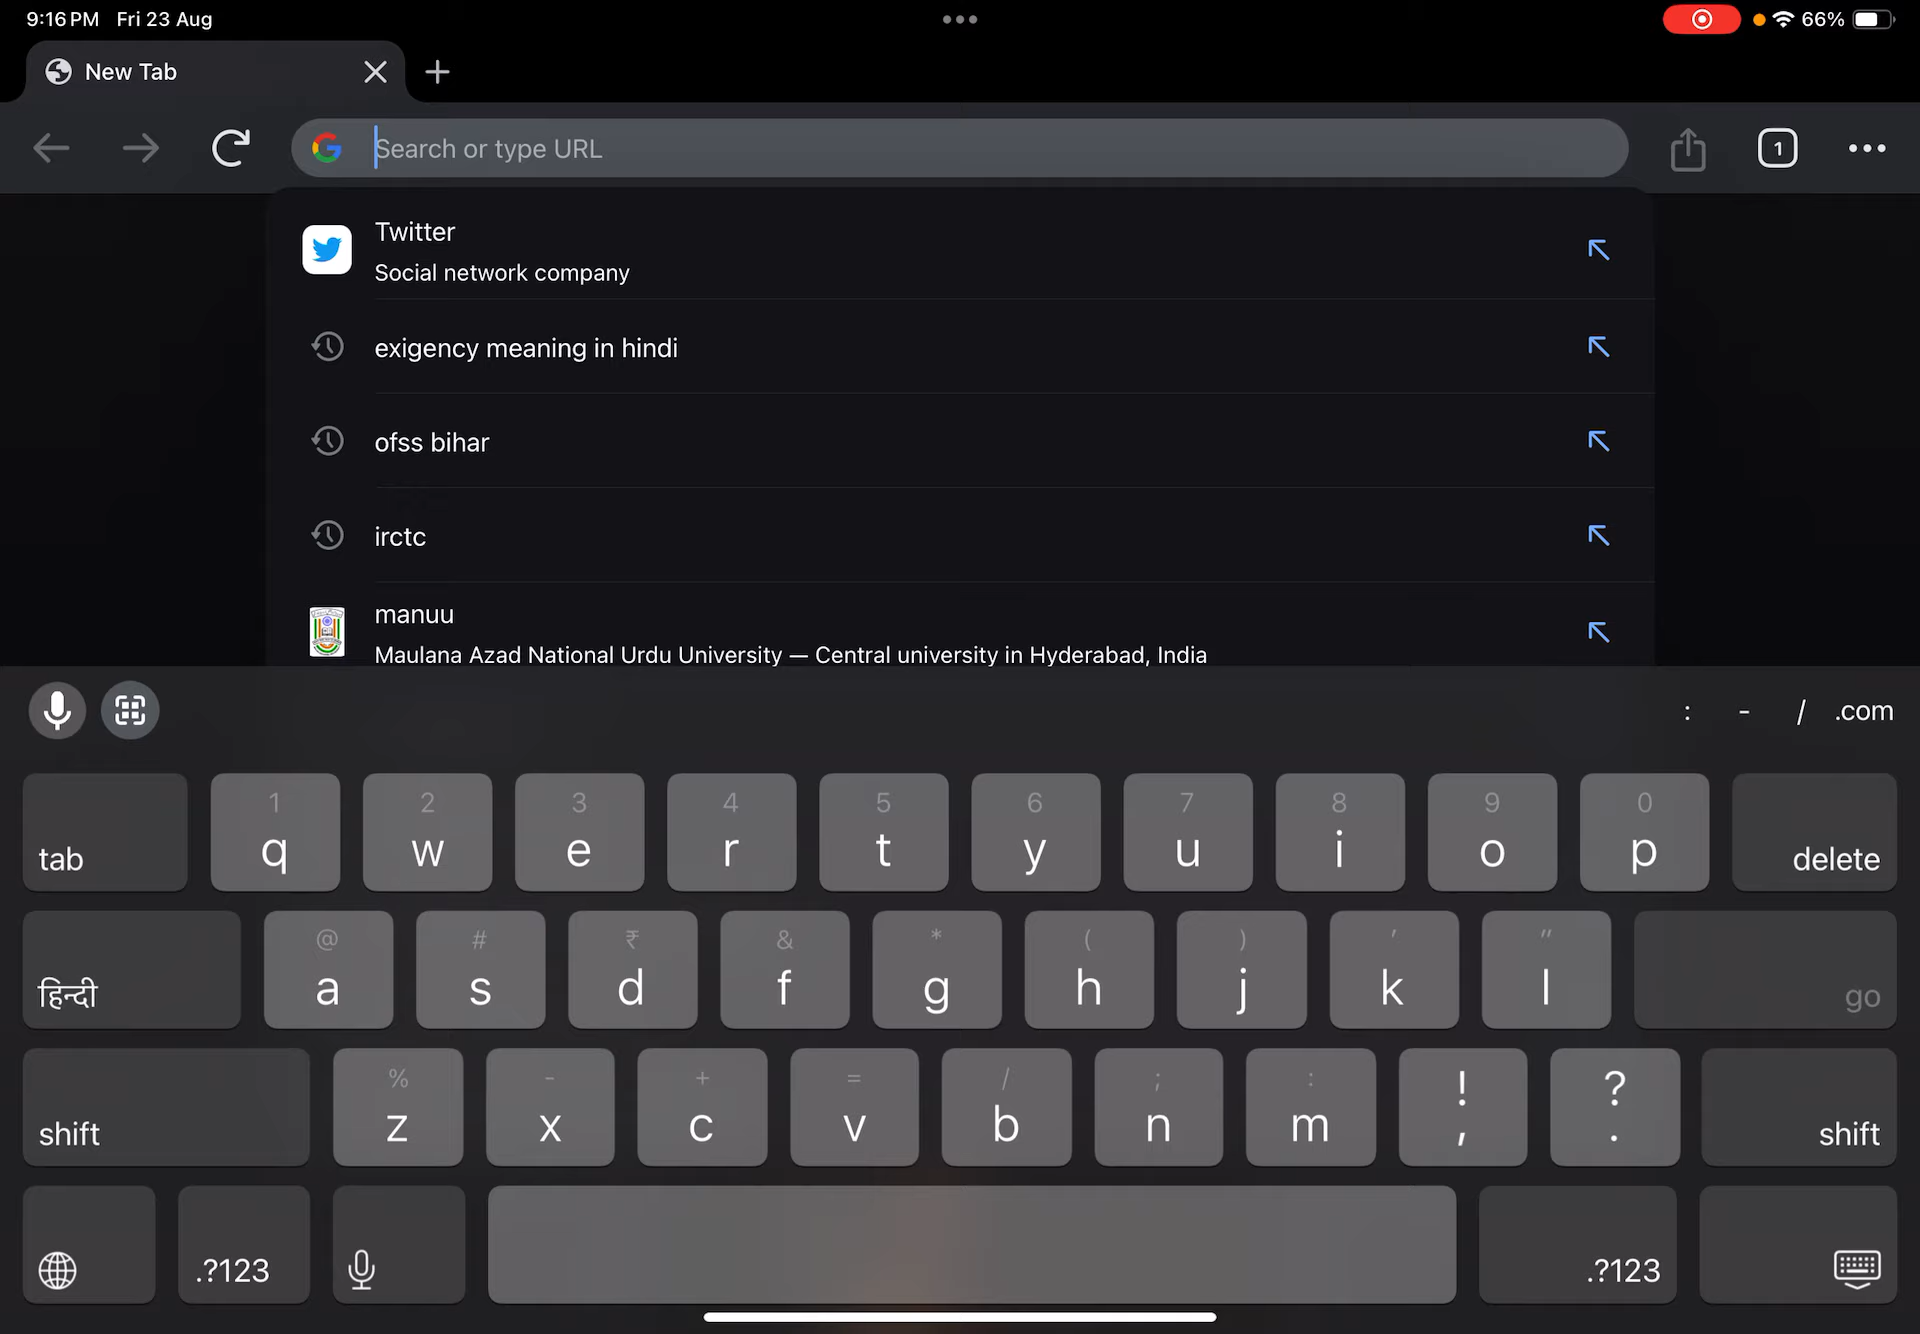 9:16 PM Fri 23 Aug
66%
New Tab
Search or type URL
1
Twitter
Social network company
exigency meaning in hindi
ofss bihar
irctc
manuu
Maulana Azad National Urdu University — Central university in Hyderabad, India
: - / .com
1 2 3 4 5 6 7 8 9 0
tab q w e r t y u i o p delete
@ # ₹ & * ( ) ' "
हिन्दी a s d f g h j k l go
% - + = / ; : ! ?
shift z x c v b n m , . shift
.?123 .?123